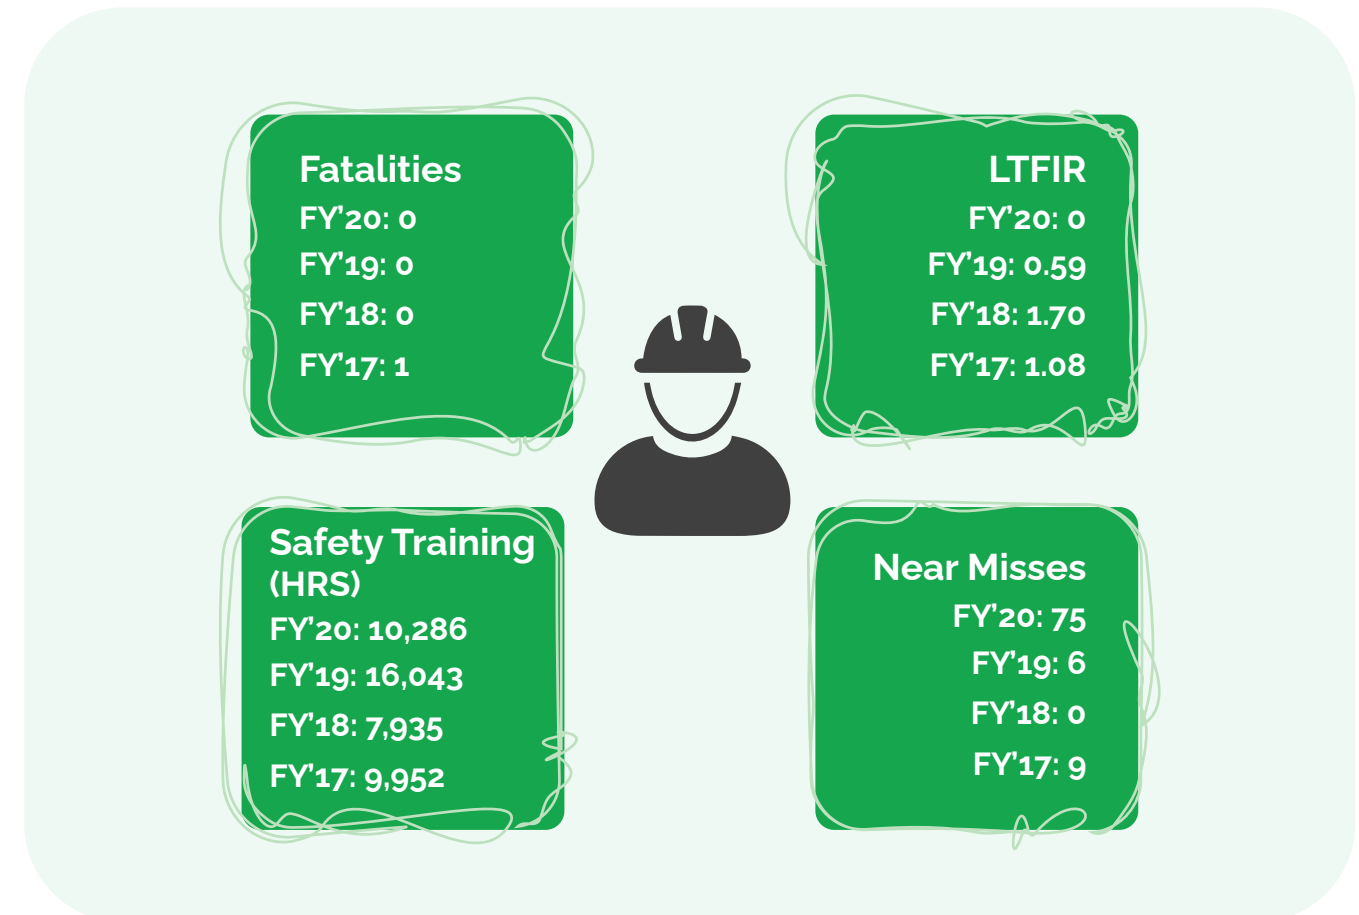 Fatalities
FY’20: 0
FY’19: 0
FY’18: 0
FY’17: 1
LTFIR
FY’20: 0
FY’19: 0.59
FY’18: 1.70
FY’17: 1.08
Safety Training
(HRS)
FY’20: 10,286
FY’19: 16,043
FY’18: 7,935
FY’17: 9,952
Near Misses
FY’20: 75
FY’19: 6
FY’18: 0
FY’17: 9